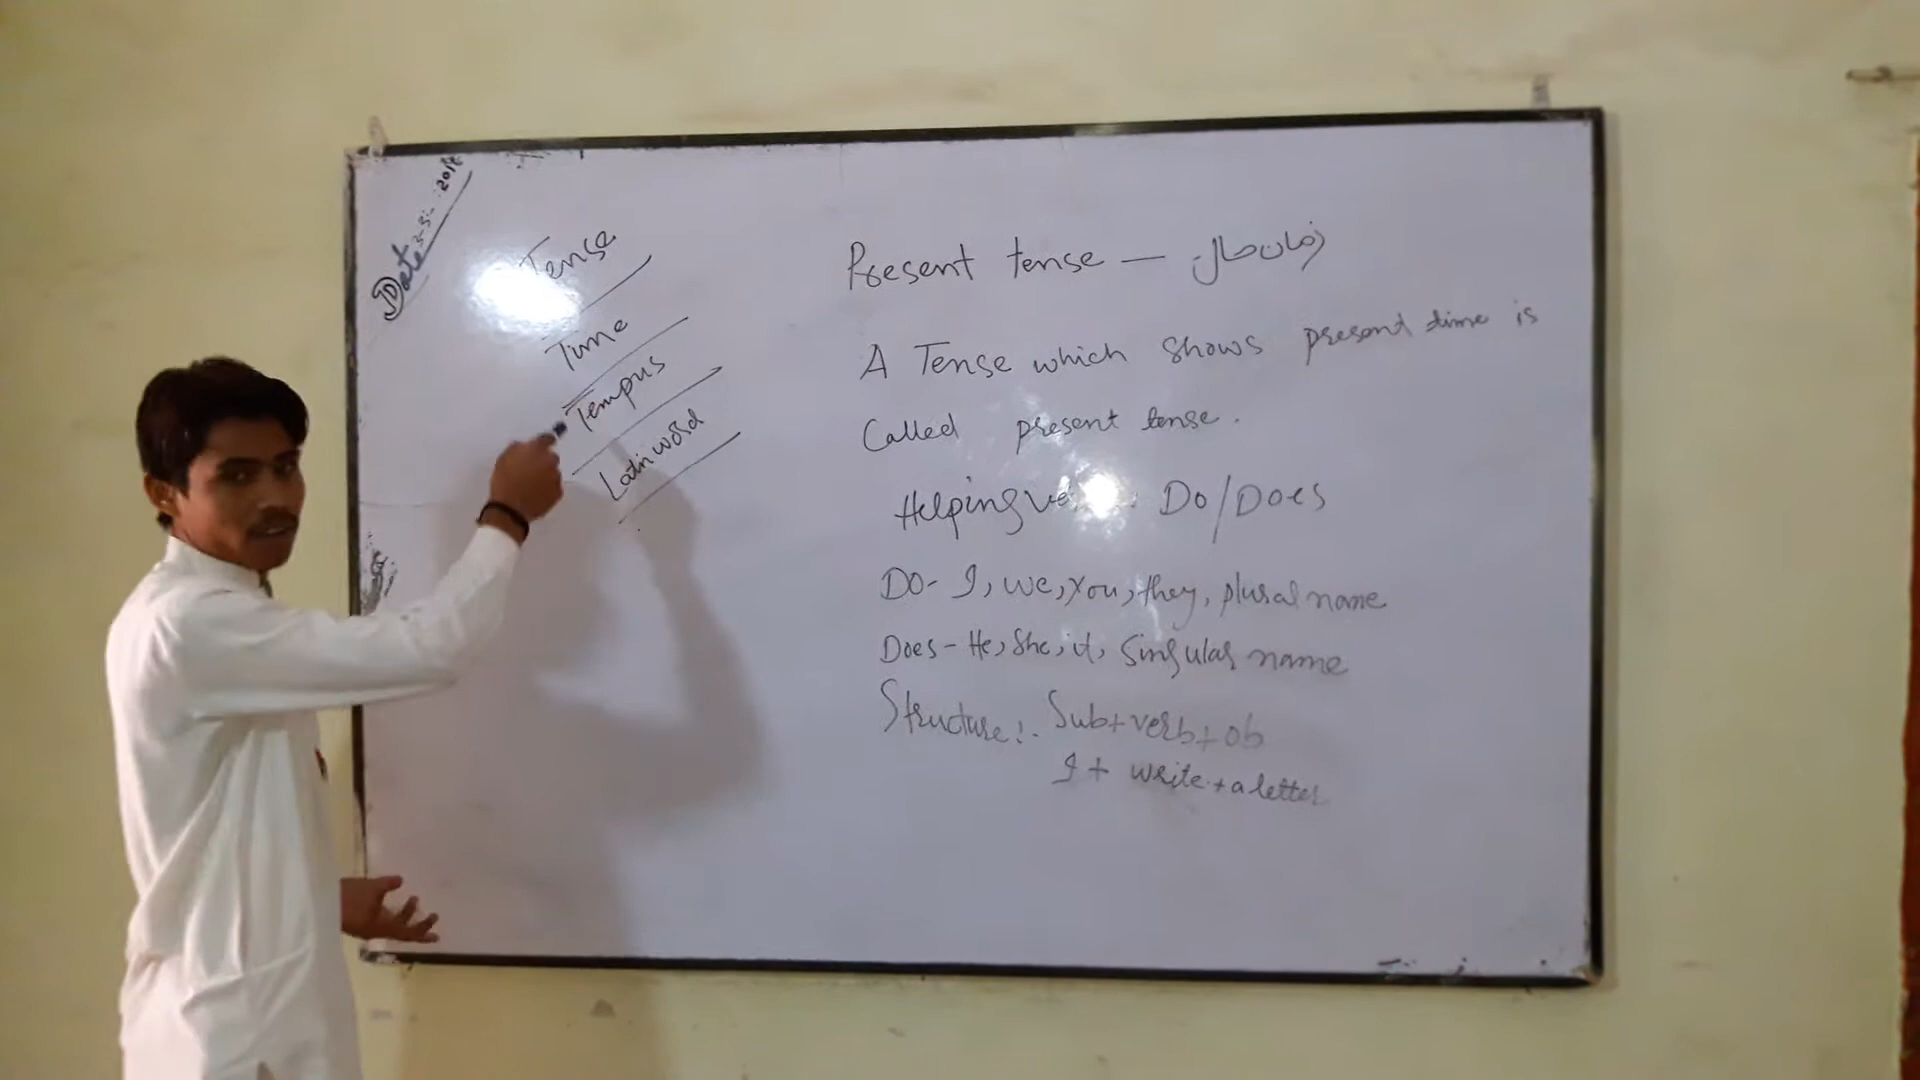 Date 3-5-2018
Tense
Time
Tempus
Latin word
Present tense — زمان حال
A Tense which shows present time is
Called present tense.
Helping Do/Does
Do- I, we, you, they, plural name
Does- He, She, it, Singular name
Structure:- Sub+verb+ob
I + write + a letter